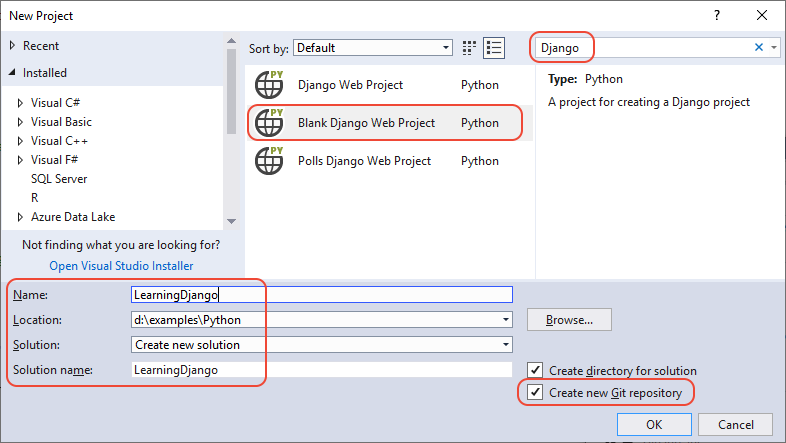 New Project
? ×
Recent
Installed
Visual C#
Visual Basic
Visual C++
Visual F#
SQL Server
R
Azure Data Lake
Not finding what you are looking for?
Open Visual Studio Installer
Sort by: Default
PY Django Web Project Python
PY Blank Django Web Project Python
PY Polls Django Web Project Python
Django
Type: Python
A project for creating a Django project
Name: LearningDjango
Location: d:\examples\Python
Browse...
Solution: Create new solution
Solution name: LearningDjango
Create directory for solution
Create new Git repository
OK Cancel